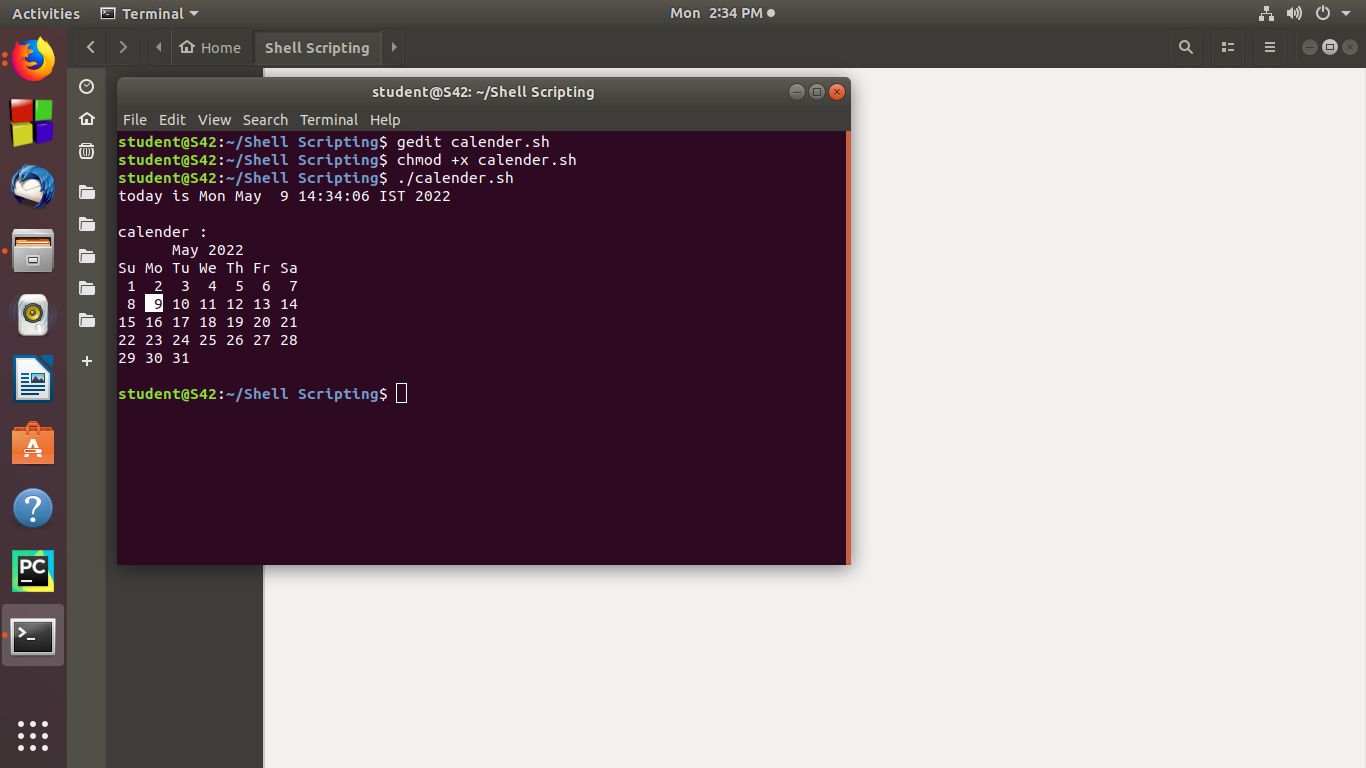 Activities Terminal Mon 2:34 PM
Home Shell Scripting
student@S42: ~/Shell Scripting
File Edit View Search Terminal Help
student@S42:~/Shell Scripting$ gedit calender.sh
student@S42:~/Shell Scripting$ chmod +x calender.sh
student@S42:~/Shell Scripting$ ./calender.sh
today is Mon May  9 14:34:06 IST 2022
calender :
      May 2022
Su Mo Tu We Th Fr Sa
 1  2  3  4  5  6  7
 8  9 10 11 12 13 14
15 16 17 18 19 20 21
22 23 24 25 26 27 28
29 30 31
student@S42:~/Shell Scripting$
PC